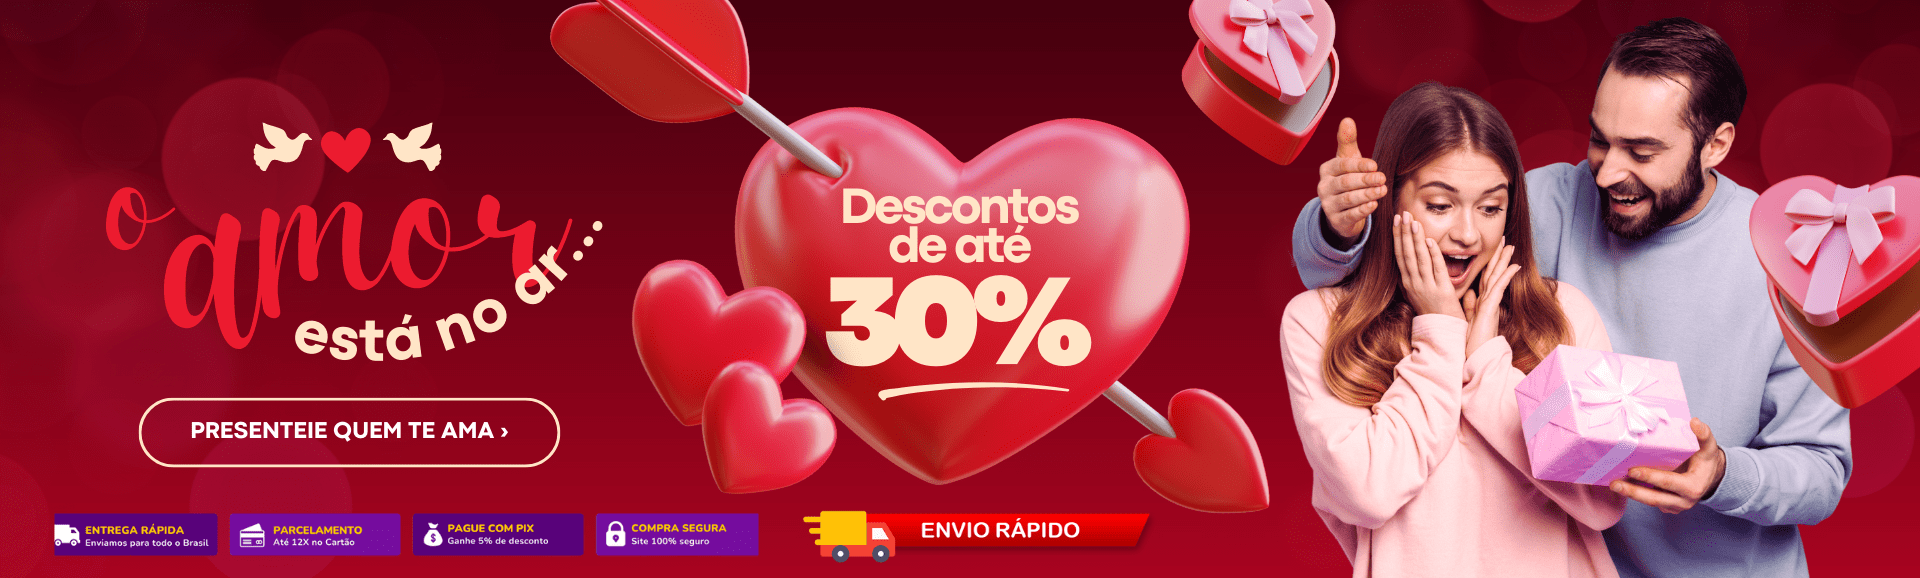 o
amor
está no ar...
PRESENTEIE QUEM TE AMA ›
Descontos
de até
30%
ENTREGA RÁPIDA
Enviamos para todo o Brasil
PARCELAMENTO
Até 12X no Cartão
PAGUE COM PIX
Ganhe 5% de desconto
COMPRA SEGURA
Site 100% seguro
ENVIO RÁPIDO